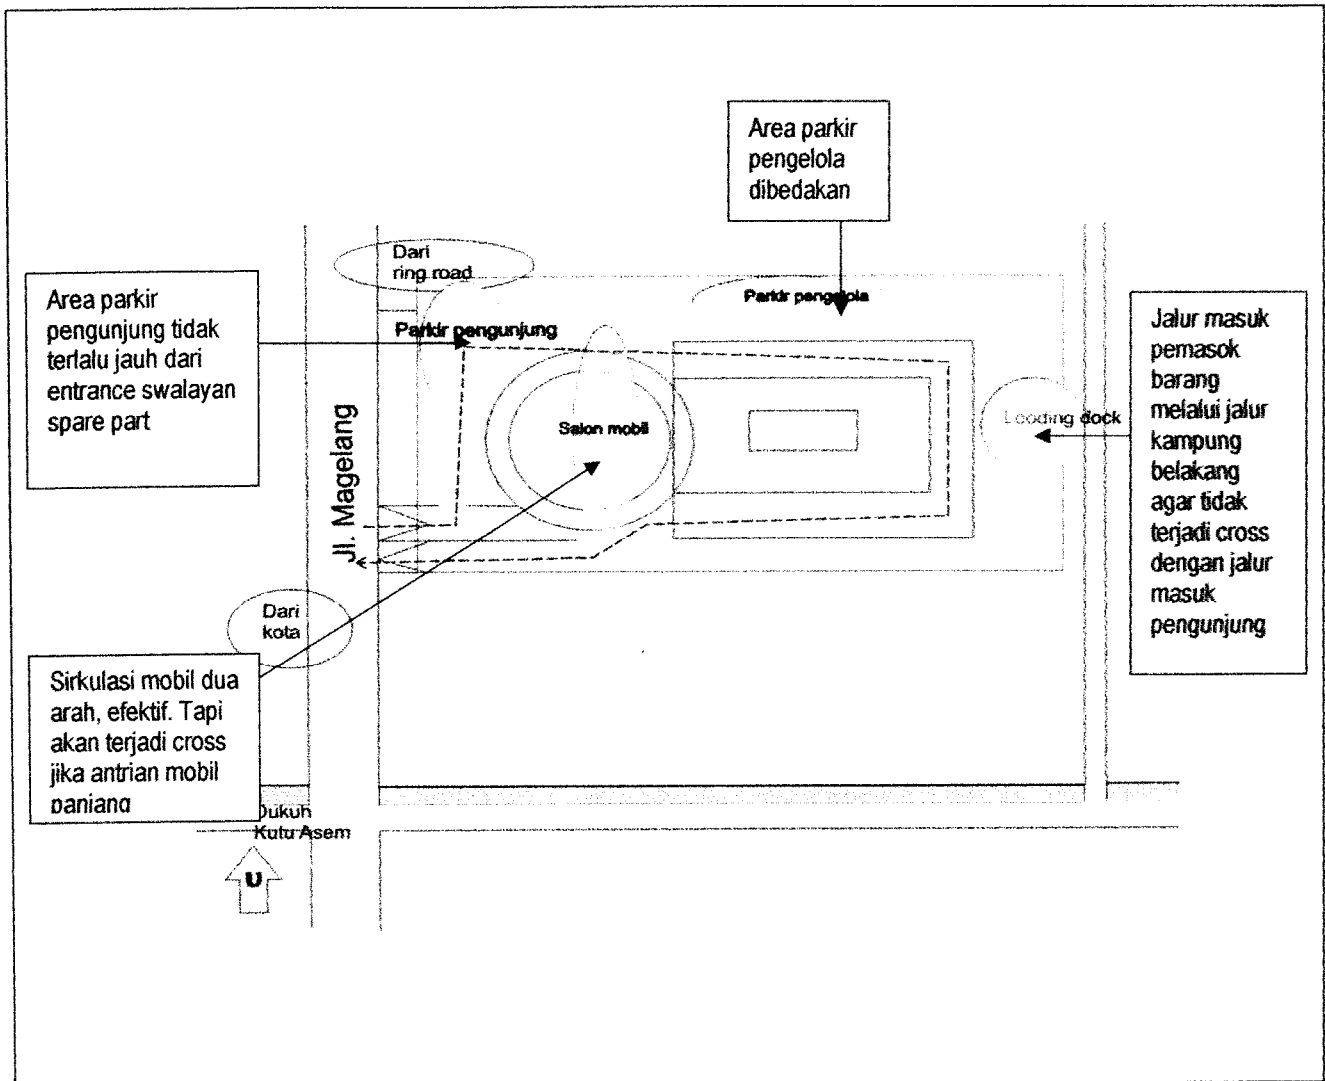 Area parkir
pengelola
dibedakan
Dari
ring road
Parkir pengelola
Area parkir
pengunjung tidak
terlalu jauh dari
entrance swalayan
spare part
Parkir pengunjung
Jalur masuk
pemasok
barang
melalui jalur
kampung
belakang
agar tidak
terjadi cross
dengan jalur
masuk
pengunjung
Loading dock
Salon mobil
Jl. Magelang
Dari
kota
Sirkulasi mobil dua
arah, efektif. Tapi
akan terjadi cross
jika antrian mobil
panjang
Dukuh
Kutu Asem
U